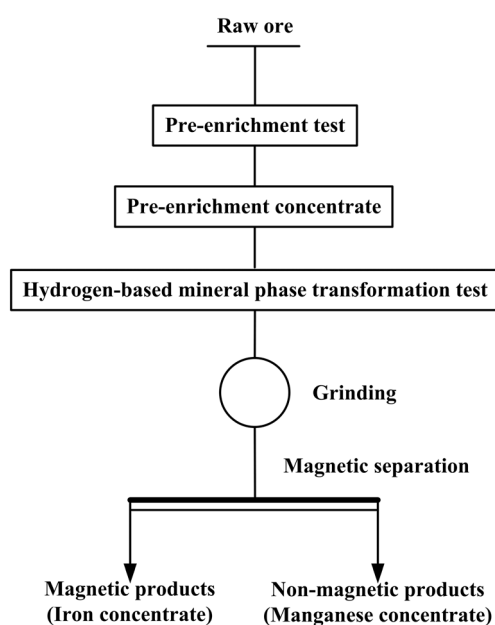 Raw ore
Pre-enrichment test
Pre-enrichment concentrate
Hydrogen-based mineral phase transformation test
Grinding
Magnetic separation
Magnetic products
(Iron concentrate)
Non-magnetic products
(Manganese concentrate)